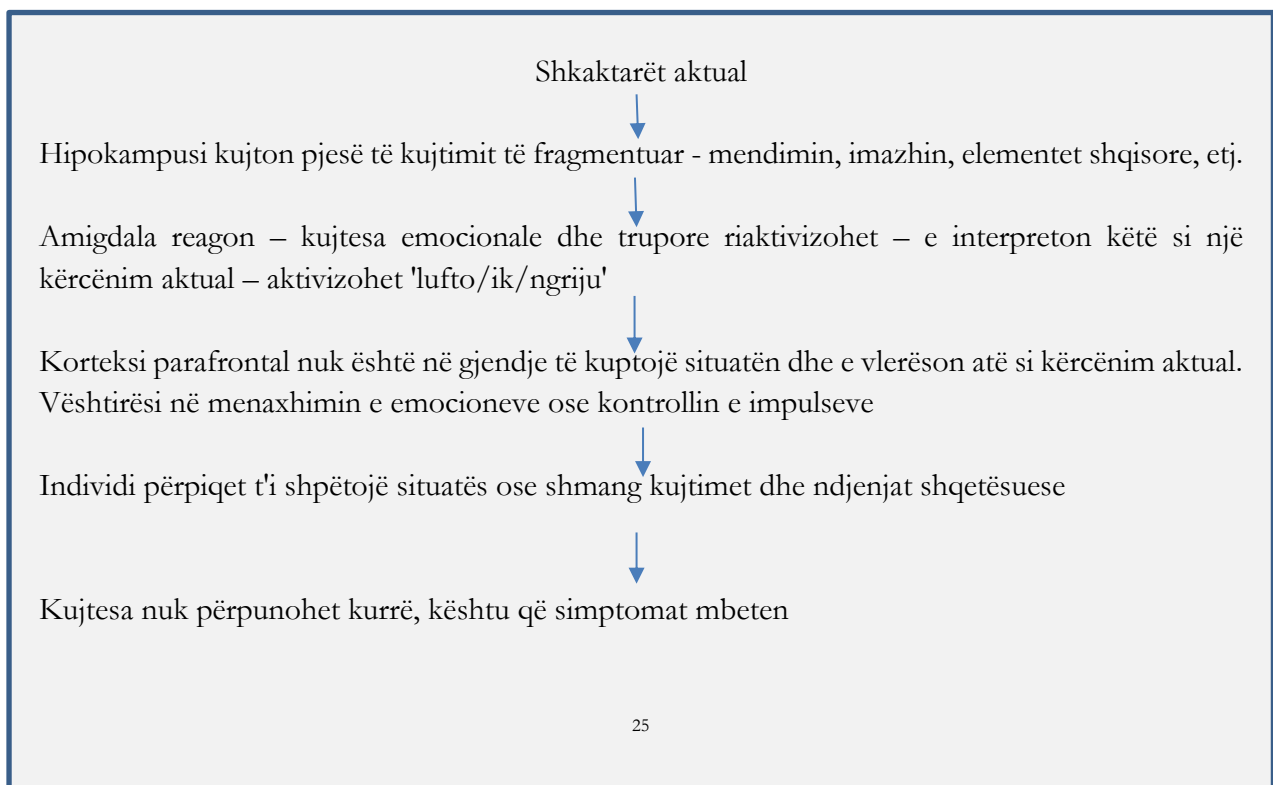 Shkaktarët aktual
Hipokampusi kujton pjesë të kujtimit të fragmentuar - mendimin, imazhin, elementet shqisore, etj.
Amigdala reagon – kujtesa emocionale dhe trupore riaktivizohet – e interpreton këtë si një
kërcënim aktual – aktivizohet 'lufto/ik/ngriju'
Korteksi parafrontal nuk është në gjendje të kuptojë situatën dhe e vlerëson atë si kërcënim aktual.
Vështirësi në menaxhimin e emocioneve ose kontrollin e impulseve
Individi përpiqet t'i shpëtojë situatës ose shmang kujtimet dhe ndjenjat shqetësuese
Kujtesa nuk përpunohet kurrë, kështu që simptomat mbeten
25